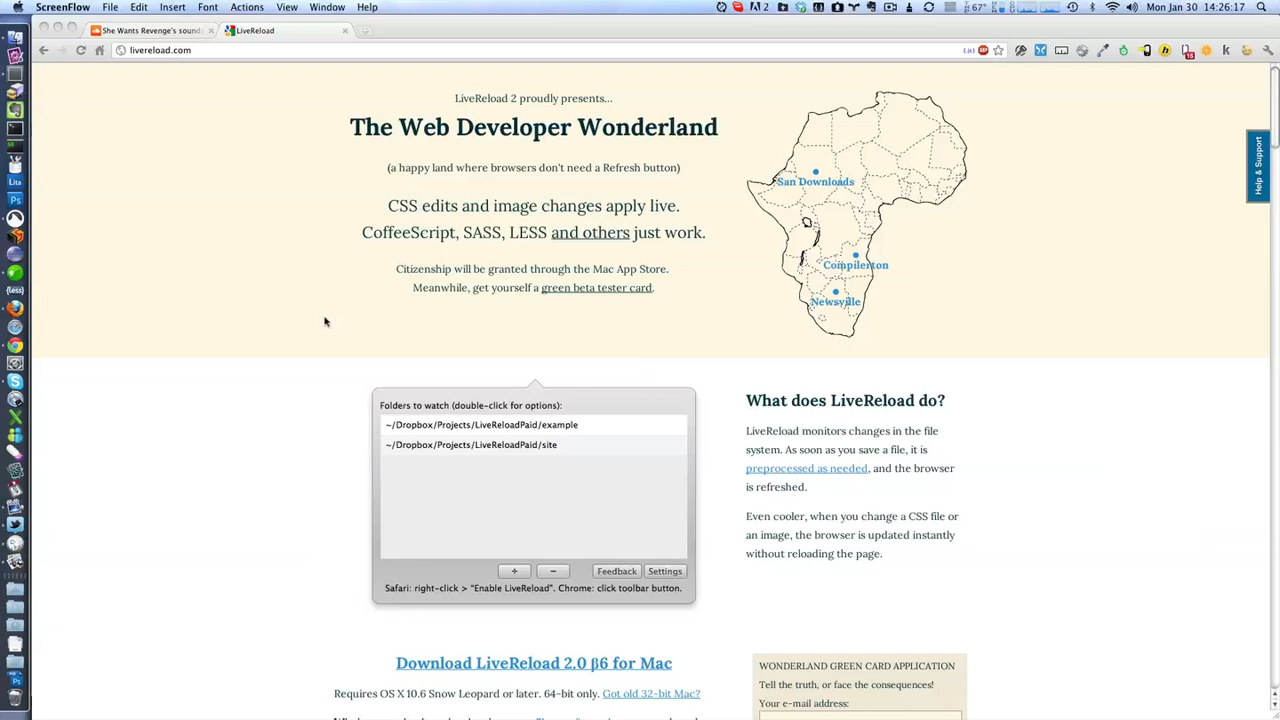 ScreenFlow File Edit Insert Font Actions View Window Help
2 67° Mon Jan 30 14:26:17
She Wants Revenge's sound
LiveReload
livereload.com
LiveReload 2 proudly presents...
The Web Developer Wonderland
(a happy land where browsers don't need a Refresh button)
CSS edits and image changes apply live.
CoffeeScript, SASS, LESS and others just work.
Citizenship will be granted through the Mac App Store.
Meanwhile, get yourself a green beta tester card.
San Downloads
Compilerton
Newsville
Help & Support
Folders to watch (double-click for options):
~/Dropbox/Projects/LiveReloadPaid/example
~/Dropbox/Projects/LiveReloadPaid/site
+ − Feedback Settings
Safari: right-click > "Enable LiveReload". Chrome: click toolbar button.
What does LiveReload do?
LiveReload monitors changes in the file
system. As soon as you save a file, it is
preprocessed as needed, and the browser
is refreshed.
Even cooler, when you change a CSS file or
an image, the browser is updated instantly
without reloading the page.
Download LiveReload 2.0 β6 for Mac
Requires OS X 10.6 Snow Leopard or later. 64-bit only. Got old 32-bit Mac?
WONDERLAND GREEN CARD APPLICATION
Tell the truth, or face the consequences!
Your e-mail address:
Lite
Ps
{less}